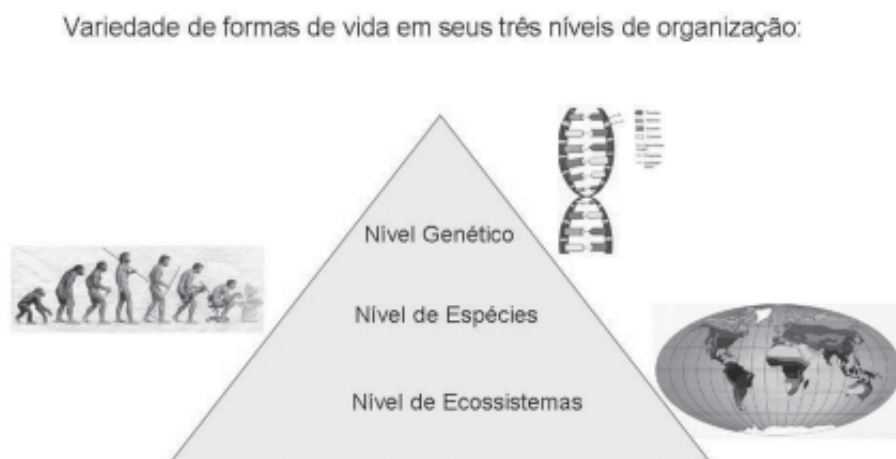 Variedade de formas de vida em seus três níveis de organização:
Nível Genético
Nível de Espécies
Nível de Ecossistemas